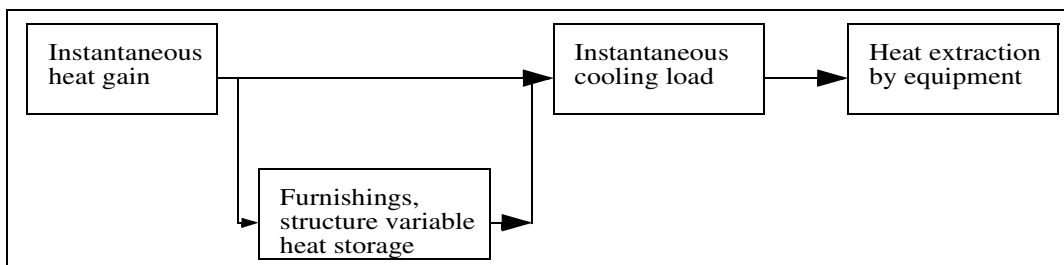 Instantaneous
heat gain
Instantaneous
cooling load
Heat extraction
by equipment
Furnishings,
structure variable
heat storage